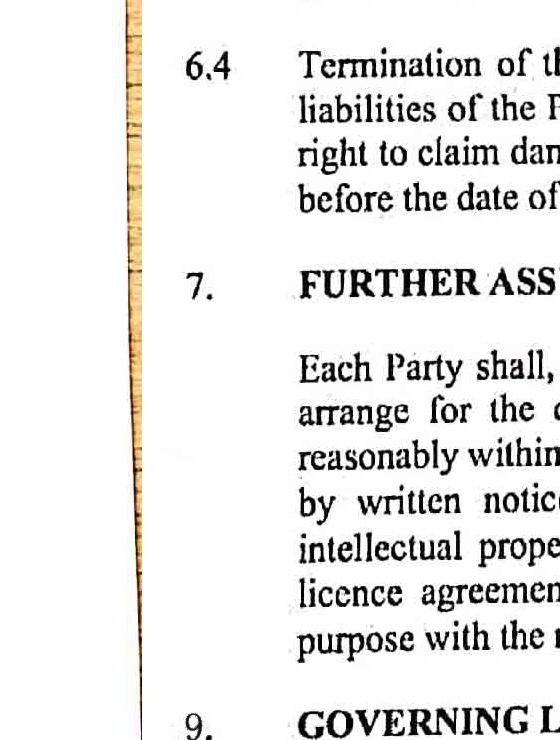 6.4 Termination of th
liabilities of the
right to claim dam
before the date of
7. FURTHER ASS
Each Party shall,
arrange for the
reasonably within
by written notic
intellectual prope
licence agreemen
purpose with the
9. GOVERNING L